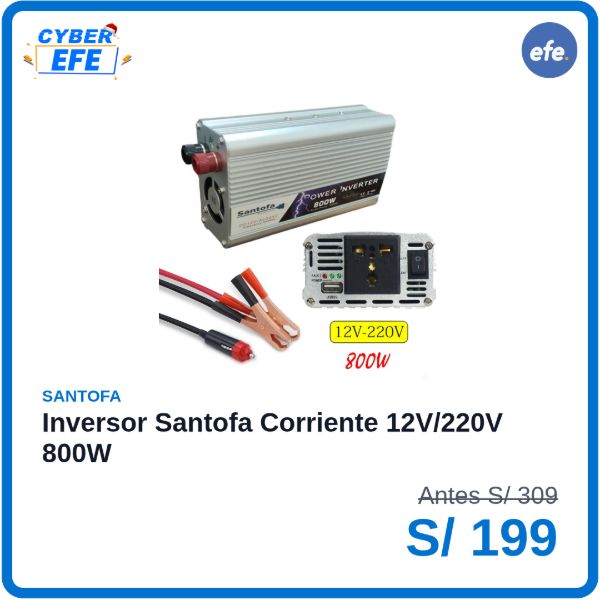 CYBER
EFE
efe.
Santofa
POWER INVERTER
800W
12V-220V
800W
SANTOFA
Inversor Santofa Corriente 12V/220V
800W
Antes S/ 309
S/ 199